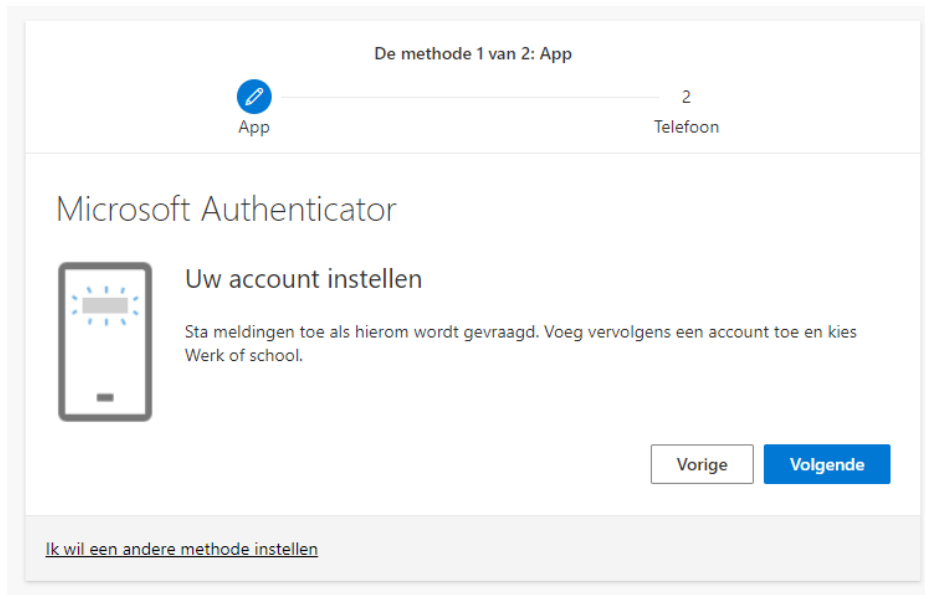 De methode 1 van 2: App
2
App
Telefoon
Microsoft Authenticator
Uw account instellen
Sta meldingen toe als hierom wordt gevraagd. Voeg vervolgens een account toe en kies
Werk of school.
Vorige
Volgende
Ik wil een andere methode instellen